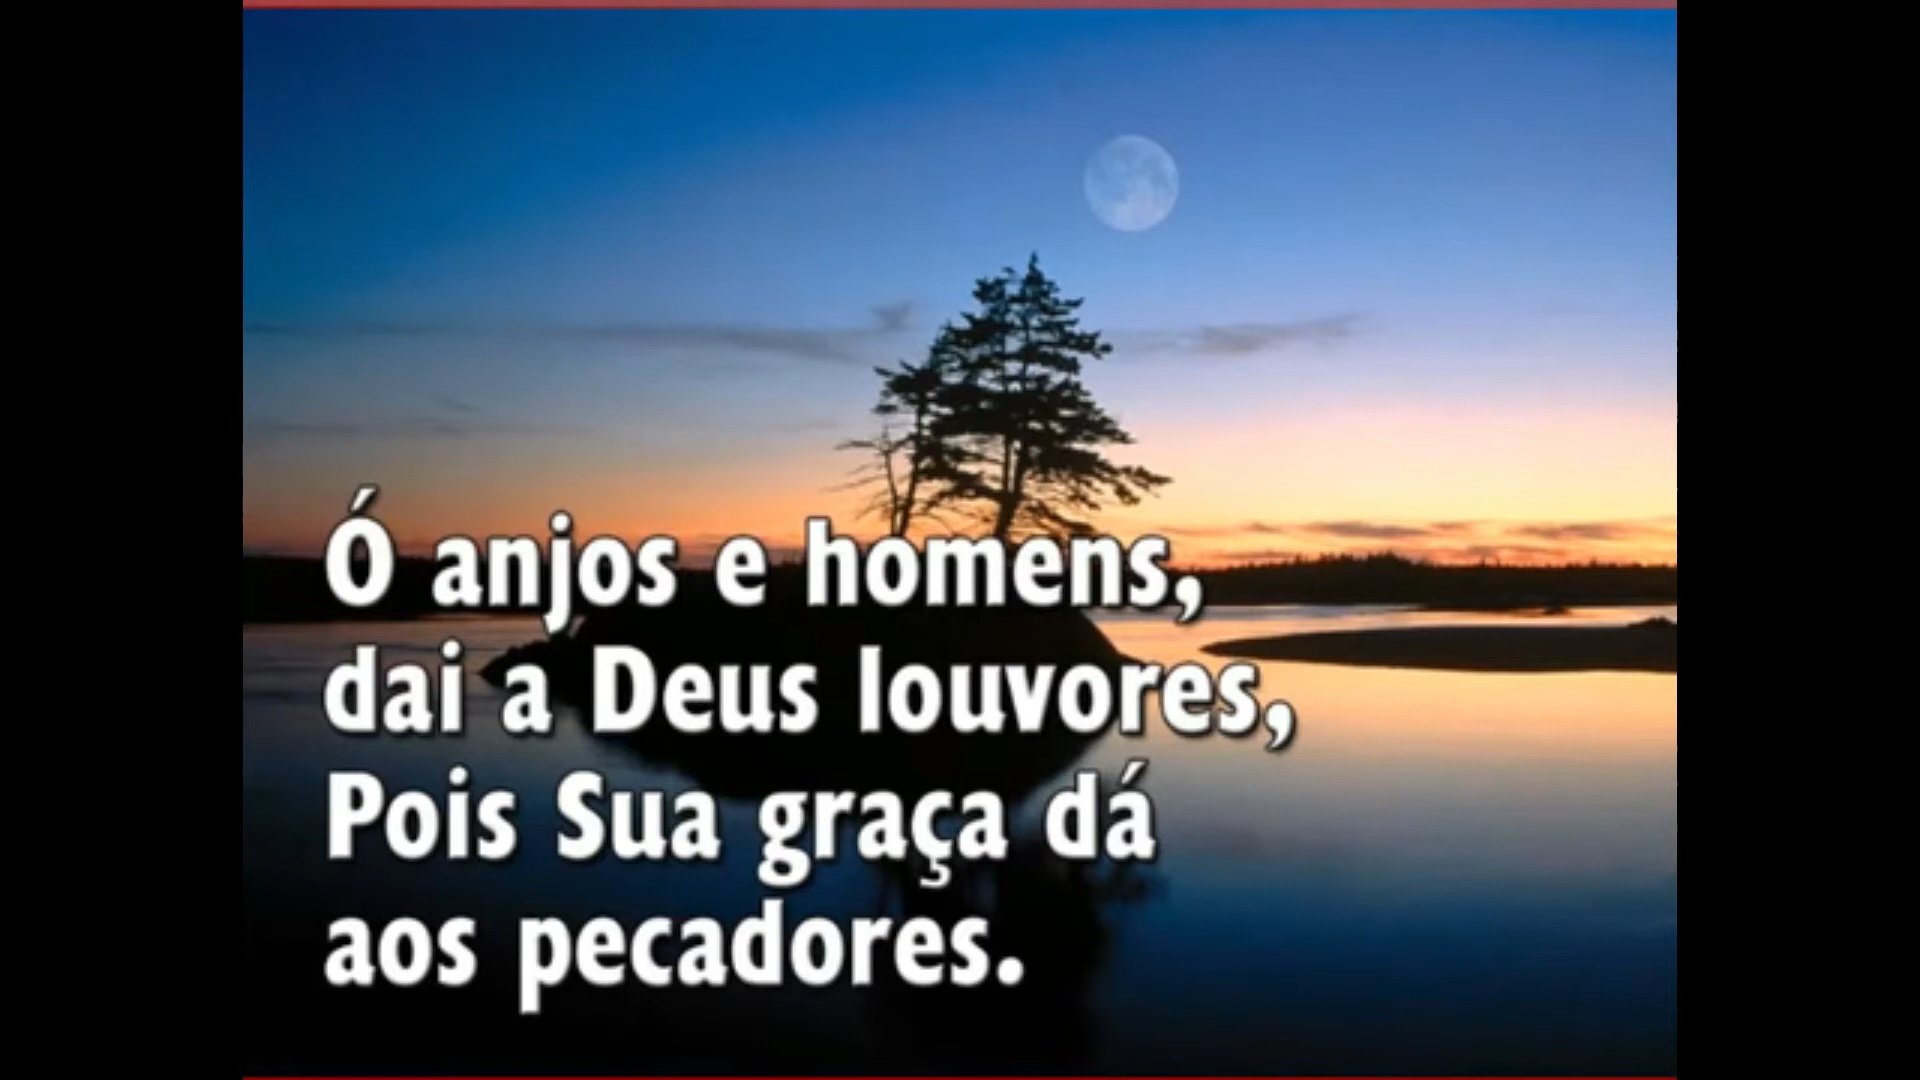 Ó anjos e homens,
dai a Deus louvores,
Pois Sua graça dá
aos pecadores.